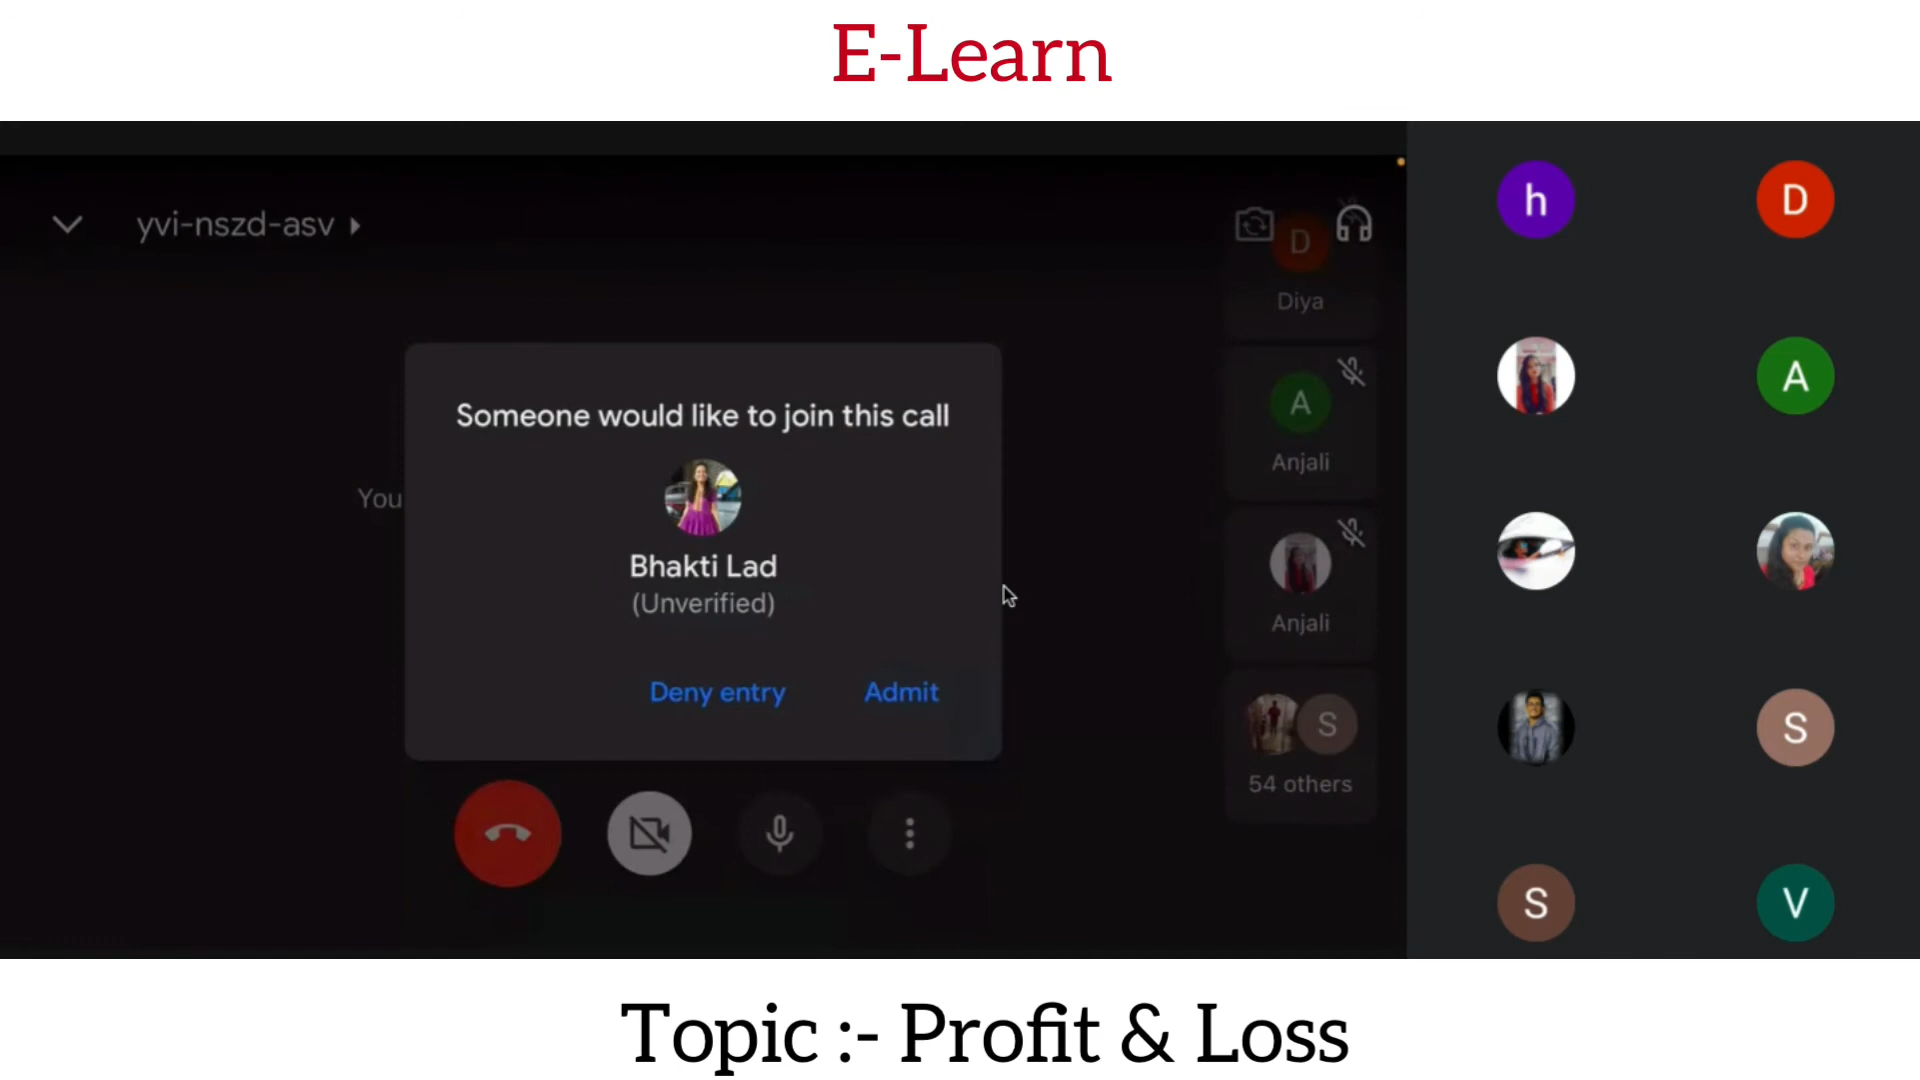 E-Learn
yvi-nszd-asv
h
D
D
Diya
Someone would like to join this call
A
A
Anjali
You
Bhakti Lad
(Unverified)
Anjali
Deny entry
Admit
S
S
54 others
S
V
Topic :- Profit & Loss